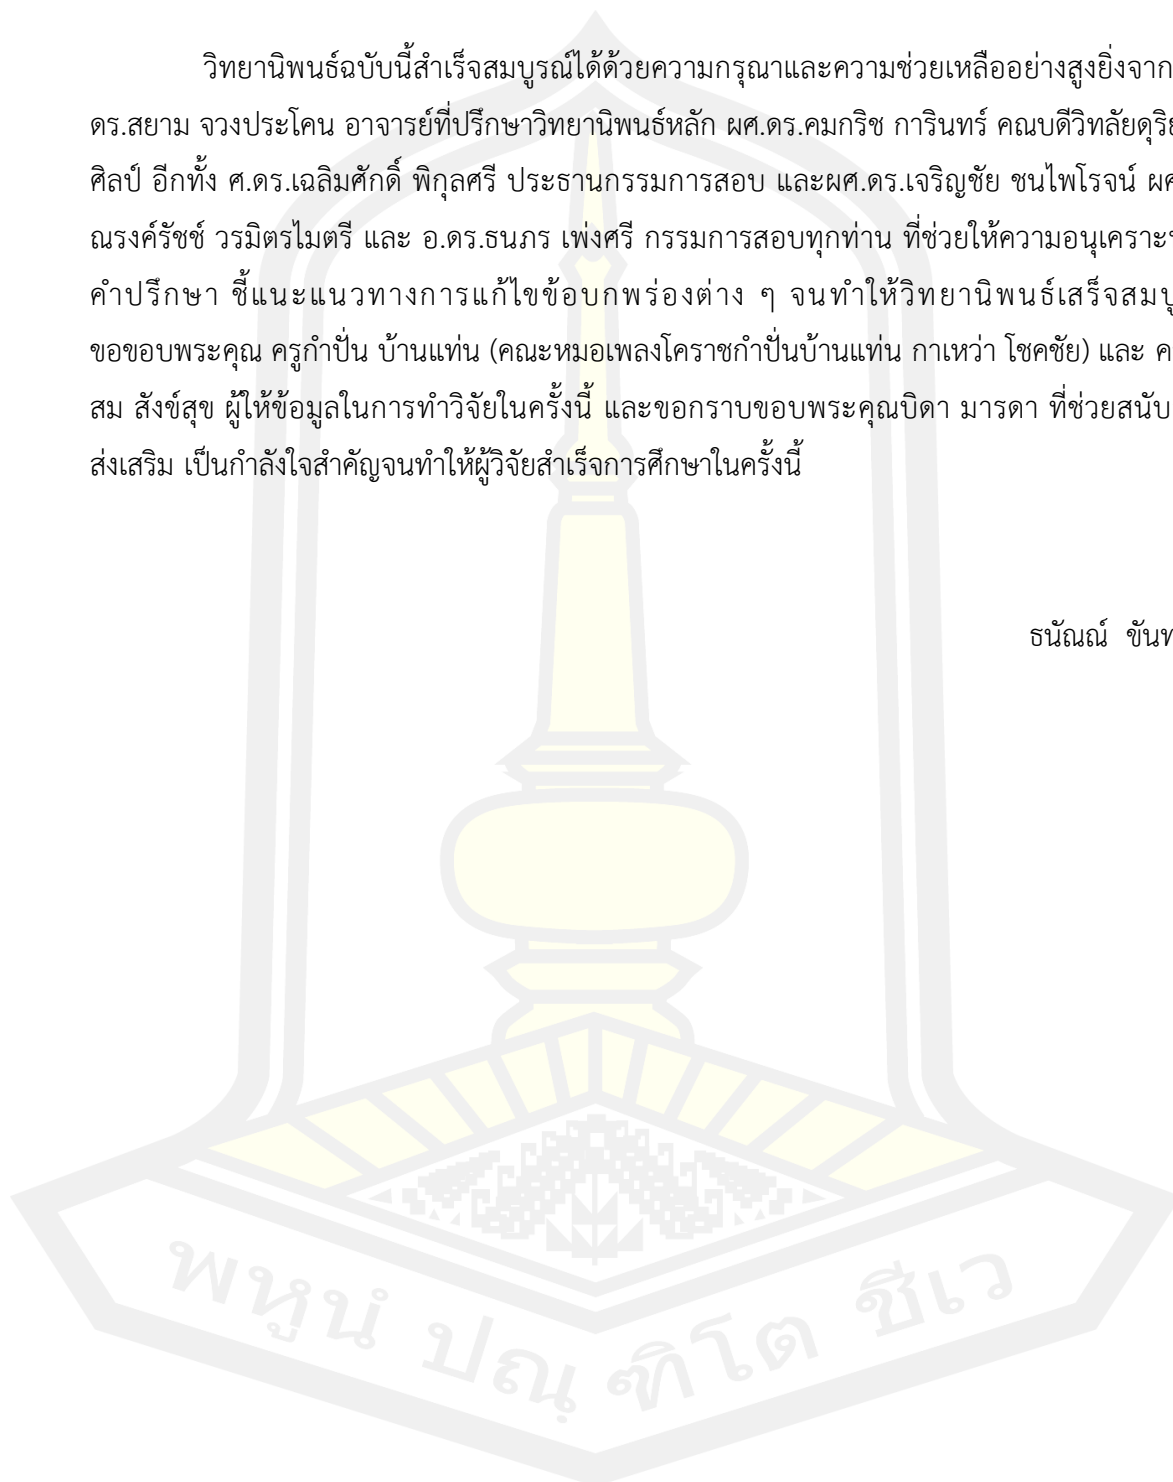 วิทยานิพนธ์ฉบับนี้สำเร็จสมบูรณ์ได้ด้วยความกรุณาและความช่วยเหลืออย่างสูงยิ่งจาก
ดร.สยาม จวงประโคน อาจารย์ที่ปรึกษาวิทยานิพนธ์หลัก ผศ.ดร.คมกริช การินทร์ คณบดีวิทลัย
ศิลป์ อีกทั้ง ศ.ดร.เฉลิมศักดิ์ พิกุลศรี ประธานกรรมการสอบ และผศ.ดร.เจริญชัย ชนไพโรจน์
ณรงค์รัชช์ วรมิตรไมตรี และ อ.ดร.ธนภร เพ่งศรี กรรมการสอบทุกท่าน ที่ช่วยให้ความ
คำปรึกษา ชี้แนะแนวทางการแก้ไขข้อบกพร่องต่าง ๆ จนทำให้วิทยานิพนธ์เสร็จ
ขอขอบพระคุณ ครูกำปั่น บ้านแท่น (คณะหมอเพลงโคราชกำปั่นบ้านแท่น กาเหว่า โชคชัย) และ
สม สังข์สุข ผู้ให้ข้อมูลในการทำวิจัยในครั้งนี้ และขอกราบขอบพระคุณบิดา มารดา ที่ช่วย
ส่งเสริม เป็นกำลังใจสำคัญจนทำให้ผู้วิจัยสำเร็จการศึกษาในครั้งนี้
ธนัณณ์
พหูนํ ปณฺฑิโต ชีเว